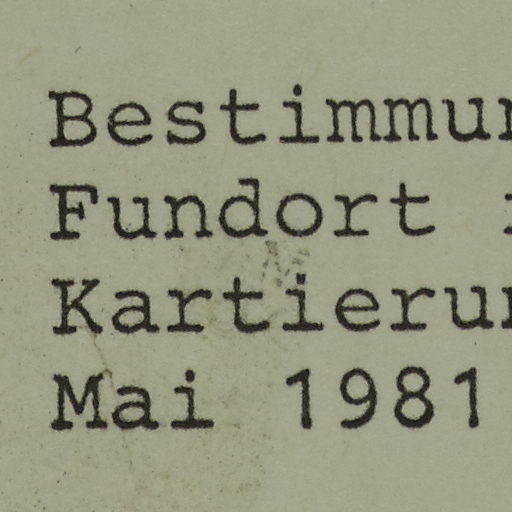 Bestimmun
Fundort
Kartierun
Mai 1981